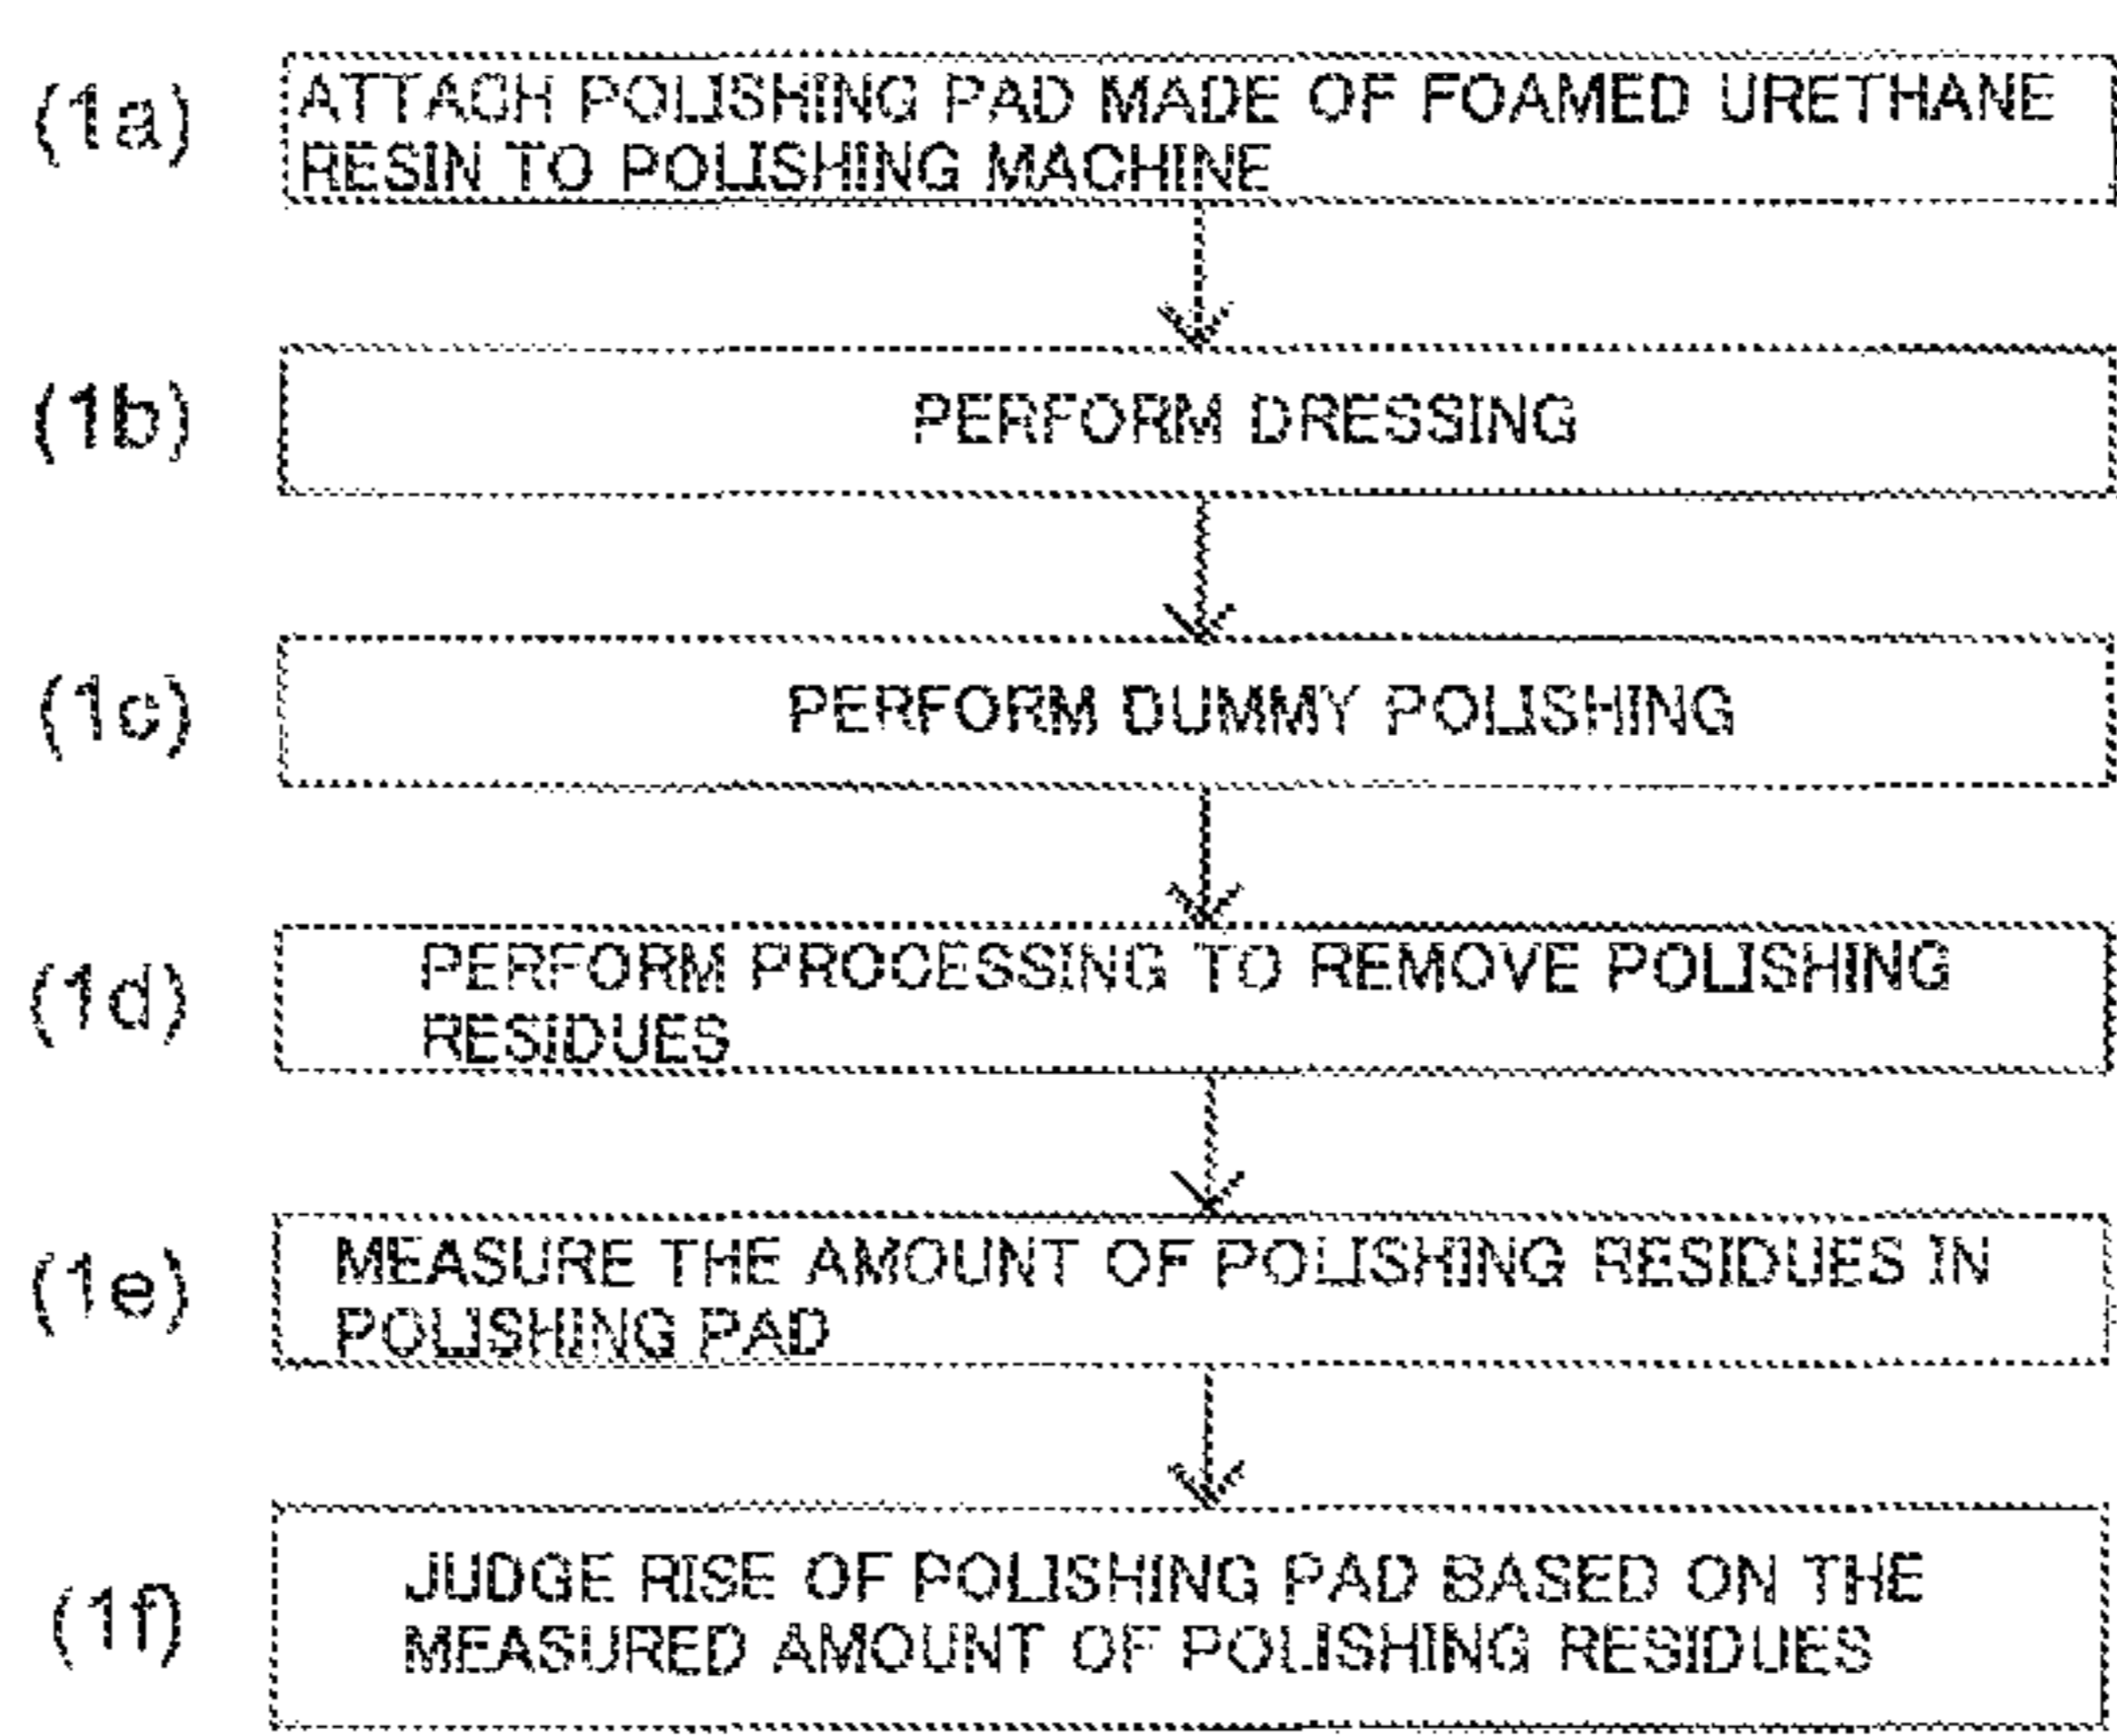 (1a)
ATTACH POLISHING PAD MADE OF FOAMED URETHANE
RESIN TO POLISHING MACHINE
(1b)
PERFORM DRESSING
(1c)
PERFORM DUMMY POLISHING
(1d)
PERFORM PROCESSING TO REMOVE POLISHING
RESIDUES
(1e)
MEASURE THE AMOUNT OF POLISHING RESIDUES IN
POLISHING PAD
(1f)
JUDGE RISE OF POLISHING PAD BASED ON THE
MEASURED AMOUNT OF POLISHING RESIDUES